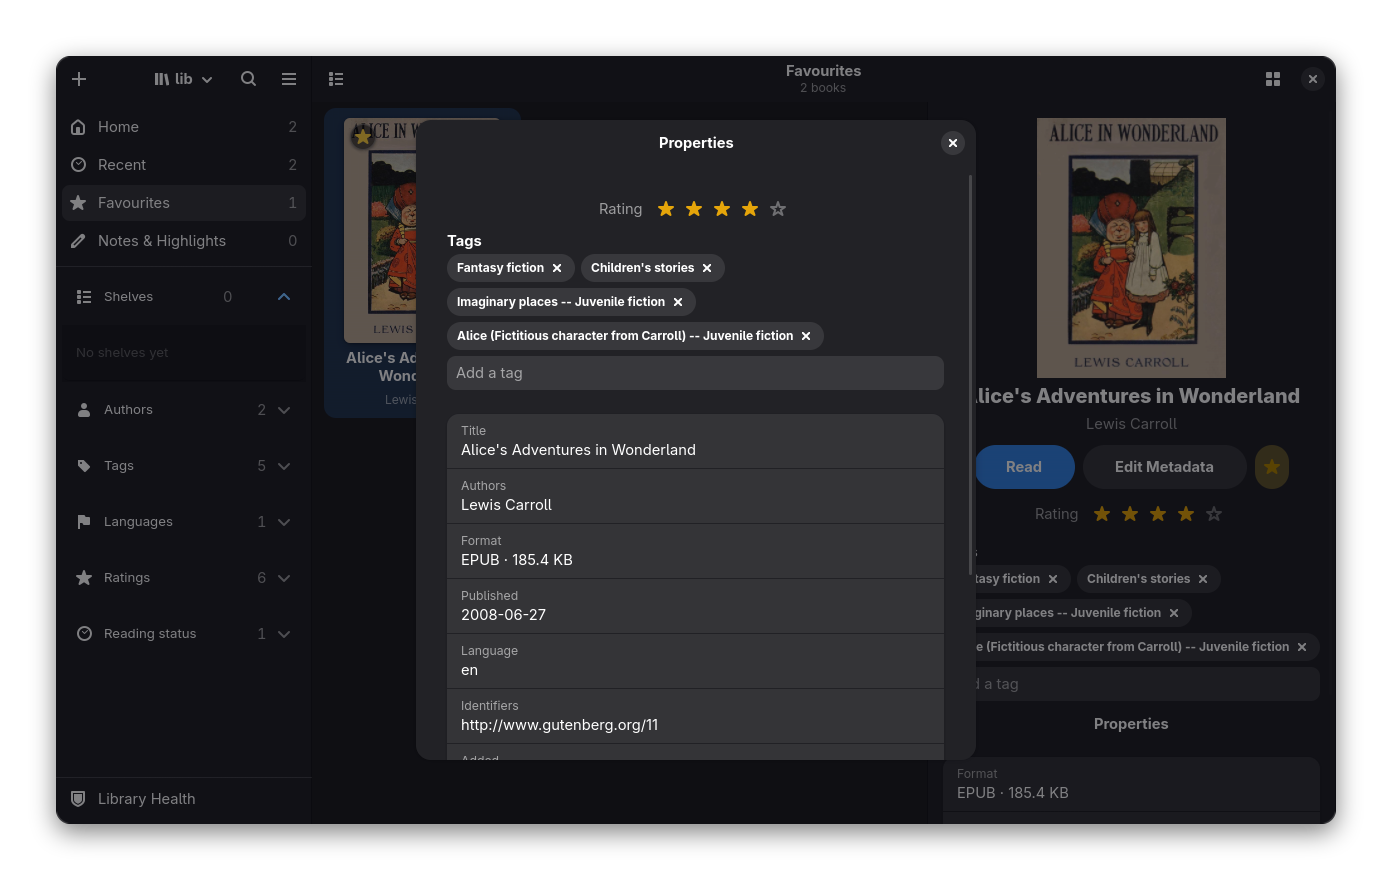 lib
Home 2
Recent 2
Favourites 1
Notes & Highlights 0
Shelves 0
No shelves yet
Authors 2
Tags 5
Languages 1
Ratings 6
Reading status 1
Library Health
Favourites
2 books
LEWIS
Alice's Ad
Wond
Lewis
Properties
Rating
Tags
Fantasy fiction
Children's stories
Imaginary places -- Juvenile fiction
Alice (Fictitious character from Carroll) -- Juvenile fiction
Add a tag
Title
Alice's Adventures in Wonderland
Authors
Lewis Carroll
Format
EPUB · 185.4 KB
Published
2008-06-27
Language
en
Identifiers
http://www.gutenberg.org/11
Added
ALICE IN WONDERLAND
LEWIS CARROLL
lice's Adventures in Wonderland
Lewis Carroll
Read
Edit Metadata
Rating
tasy fiction
Children's stories
ginary places -- Juvenile fiction
e (Fictitious character from Carroll) -- Juvenile fiction
d a tag
Properties
Format
EPUB · 185.4 KB